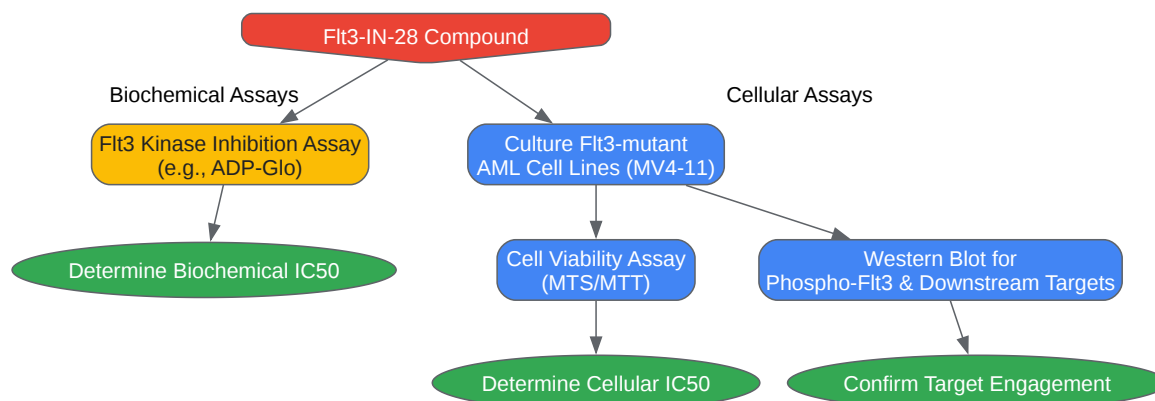 Flt3-IN-28 Compound
Biochemical Assays
Cellular Assays
Flt3 Kinase Inhibition Assay
(e.g., ADP-Glo)
Culture Flt3-mutant
AML Cell Lines (MV4-11)
Determine Biochemical IC50
Cell Viability Assay
(MTS/MTT)
Western Blot for
Phospho-Flt3 & Downstream Targets
Determine Cellular IC50
Confirm Target Engagement